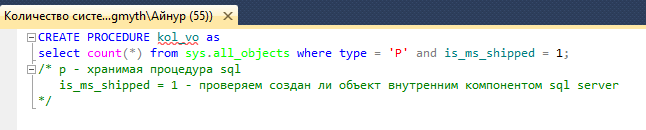 Количество систе...gmyth\Айнур (55))
CREATE PROCEDURE kol_vo as
select count(*) from sys.all_objects where type = 'P' and is_ms_shipped = 1;
/* p - хранимая процедура sql
is_ms_shipped = 1 - проверяем создан ли объект внутренним компонентом sql server
*/